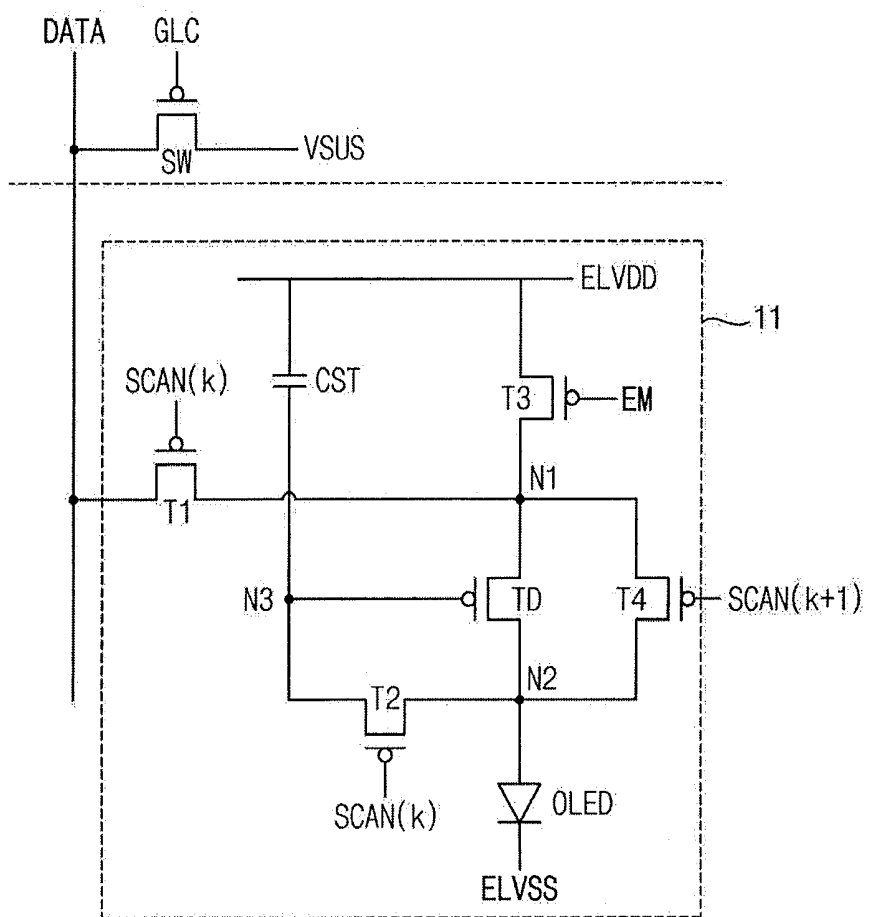 DATA GLC
SW
VSUS
ELVDD
11
SCAN(k)
CST
T3
EM
T1
N1
N3
TD
T4
SCAN(k+1)
T2
N2
SCAN(k)
OLED
ELVSS